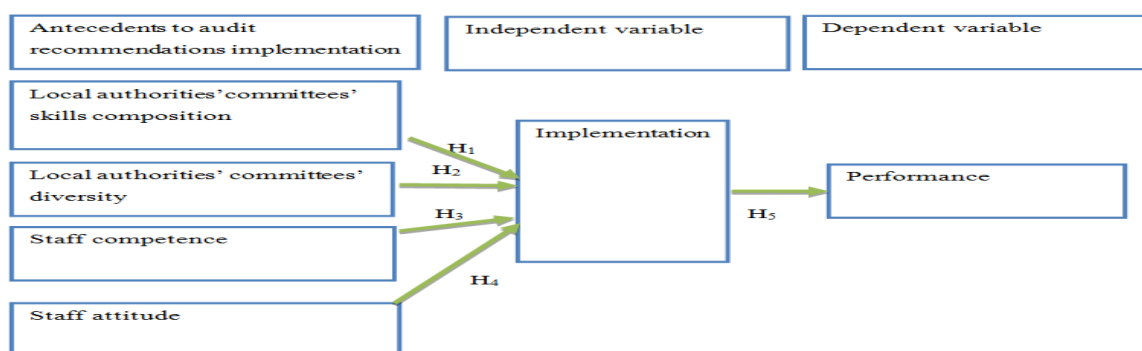 Antecedents to audit
recommendations implementation
Independent variable
Dependent variable
Local authorities’committees’
skills composition
Implementation
H1
H2
Local authorities’ committees’
diversity
Performance
H3
H5
Staff competence
H4
Staff attitude